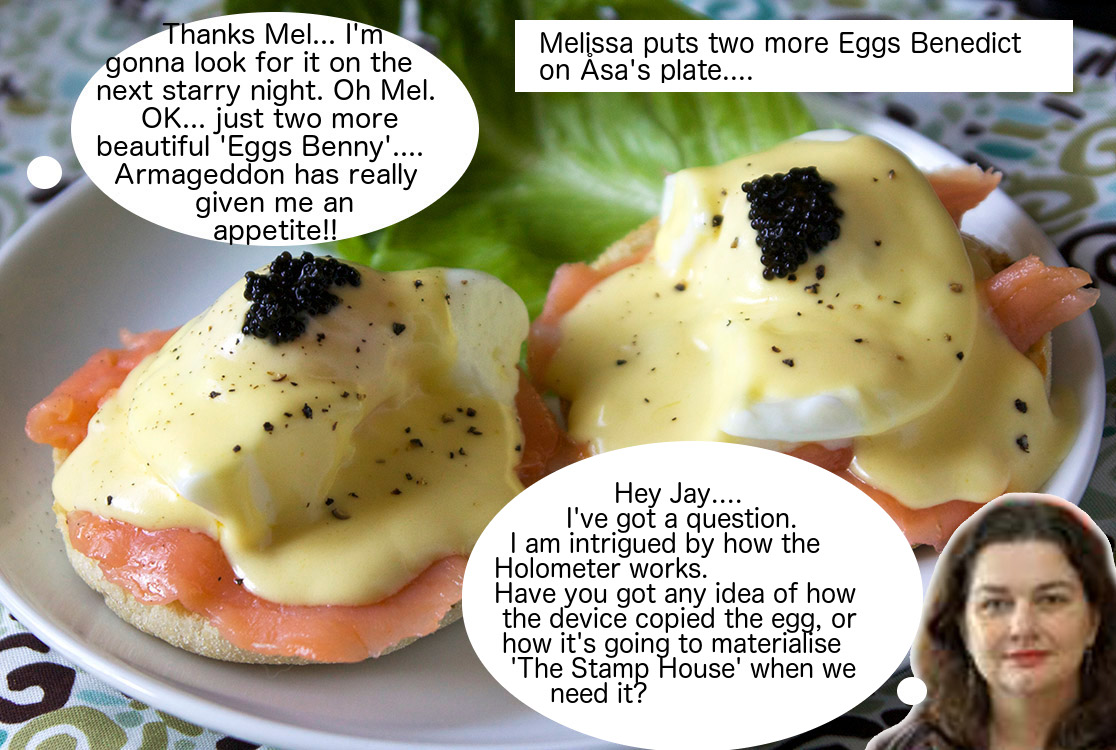 Thanks Mel... I'm
gonna look for it on the
next starry night. Oh Mel.
OK... just two more
beautiful 'Eggs Benny'....
Armageddon has really
given me an
appetite!!
Melissa puts two more Eggs Benedict
on Åsa's plate....
Hey Jay....
I've got a question.
I am intrigued by how the
Holometer works.
Have you got any idea of how
the device copied the egg, or
how it's going to materialise
'The Stamp House' when we
need it?